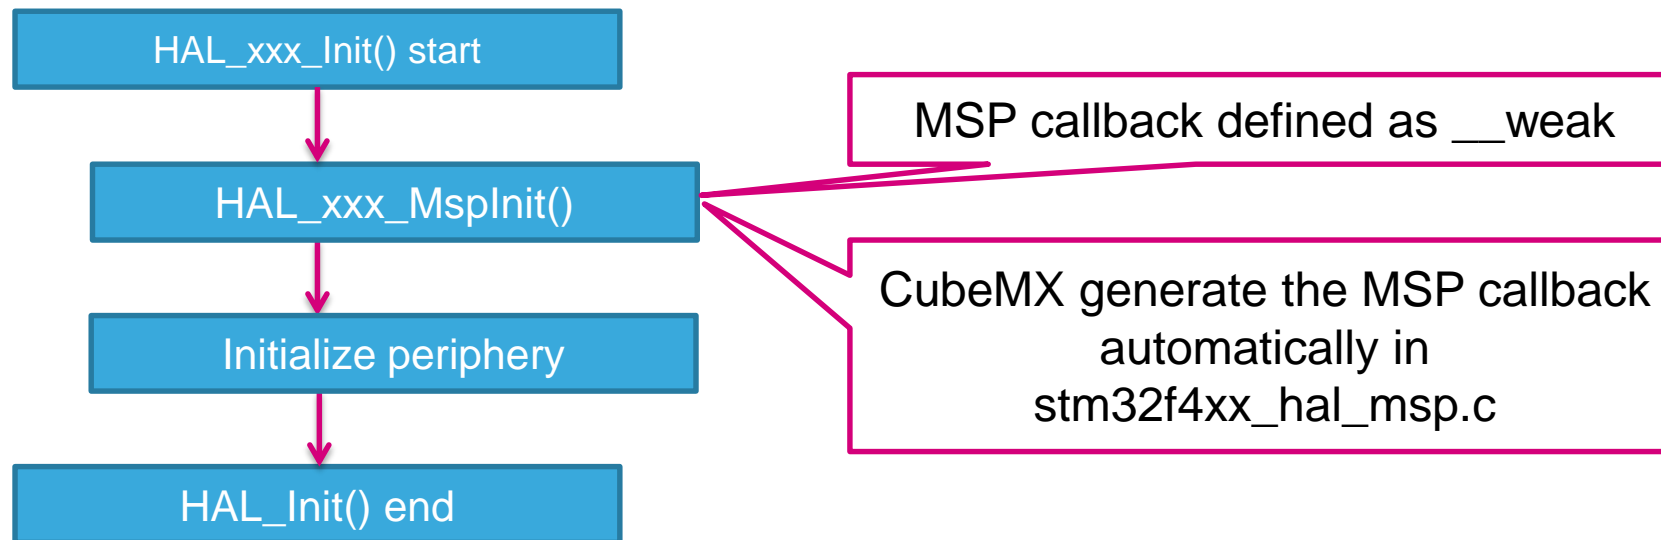 HAL_xxx_Init() start
MSP callback defined as __weak
HAL_xxx_MspInit()
CubeMX generate the MSP callback
automatically in
stm32f4xx_hal_msp.c
Initialize periphery
HAL_Init() end